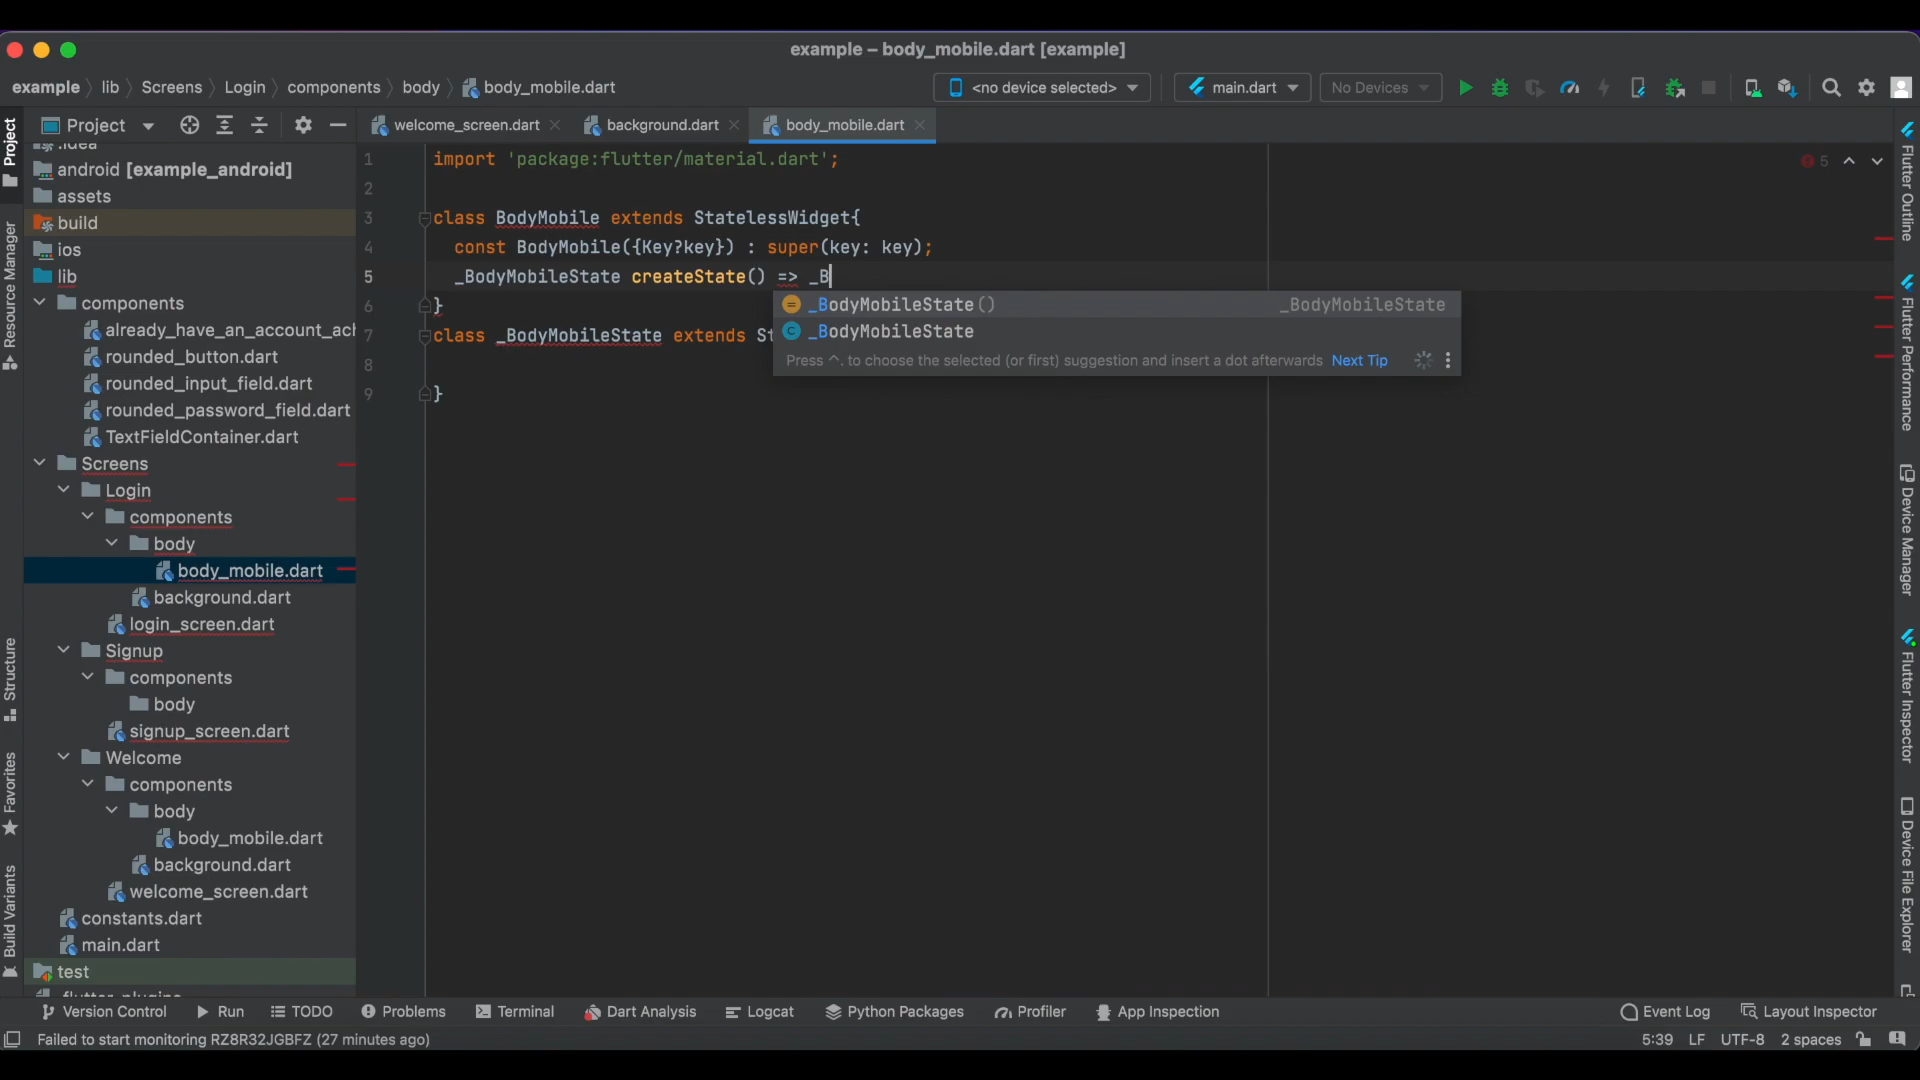 example – body_mobile.dart [example]
example lib Screens Login components body body_mobile.dart
<no device selected> main.dart No Devices
Project
welcome_screen.dart background.dart body_mobile.dart
.idea
android [example_android]
assets
build
ios
lib
components
already_have_an_account_ach
rounded_button.dart
rounded_input_field.dart
rounded_password_field.dart
TextFieldContainer.dart
Screens
Login
components
body
body_mobile.dart
background.dart
login_screen.dart
Signup
components
body
signup_screen.dart
Welcome
components
body
body_mobile.dart
background.dart
welcome_screen.dart
constants.dart
main.dart
test
1 import 'package:flutter/material.dart';
2
3 class BodyMobile extends StatelessWidget{
4 const BodyMobile({Key?key}) : super(key: key);
5 _BodyMobileState createState() => _B
6 }
7 class _BodyMobileState extends St
8
9 }
5
_BodyMobileState() _BodyMobileState
_BodyMobileState
Press ^. to choose the selected (or first) suggestion and insert a dot afterwards Next Tip
Project
Resource Manager
Structure
Favorites
Build Variants
Flutter Outline
Flutter Performance
Device Manager
Flutter Inspector
Device File Explorer
Version Control Run TODO Problems Terminal Dart Analysis Logcat Python Packages Profiler App Inspection Event Log Layout Inspector
Failed to start monitoring RZ8R32JGBFZ (27 minutes ago) 5:39 LF UTF-8 2 spaces